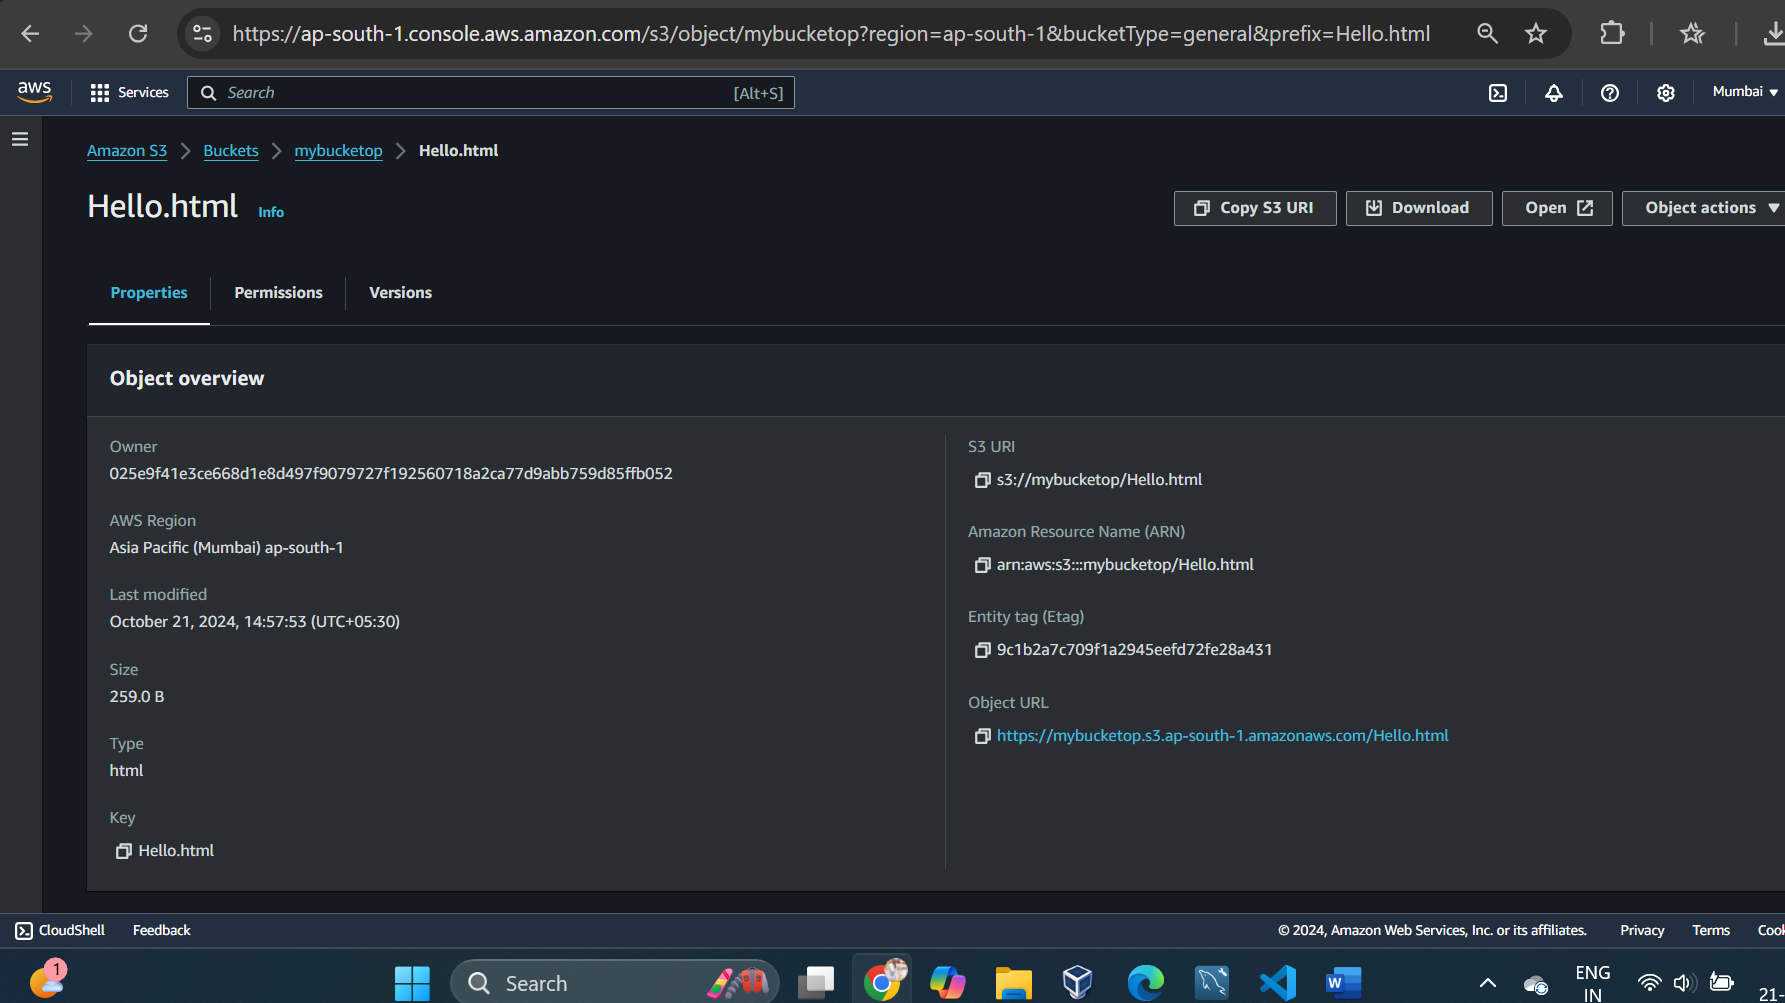 https://ap-south-1.console.aws.amazon.com/s3/object/mybucketop?region=ap-south-1&bucketType=general&prefix=Hello.html
aws Services Search [Alt+S] Mumbai
Amazon S3 Buckets mybucketop Hello.html
Hello.html Info Copy S3 URI Download Open Object actions
Properties Permissions Versions
Object overview
Owner
025e9f41e3ce668d1e8d497f9079727f192560718a2ca77d9abb759d85ffb052
AWS Region
Asia Pacific (Mumbai) ap-south-1
Last modified
October 21, 2024, 14:57:53 (UTC+05:30)
Size
259.0 B
Type
html
Key
Hello.html
S3 URI
s3://mybucketop/Hello.html
Amazon Resource Name (ARN)
arn:aws:s3:::mybucketop/Hello.html
Entity tag (Etag)
9c1b2a7c709f1a2945eefd72fe28a431
Object URL
https://mybucketop.s3.ap-south-1.amazonaws.com/Hello.html
CloudShell Feedback © 2024, Amazon Web Services, Inc. or its affiliates. Privacy Terms Cook
1 Search W ENG
IN
21-